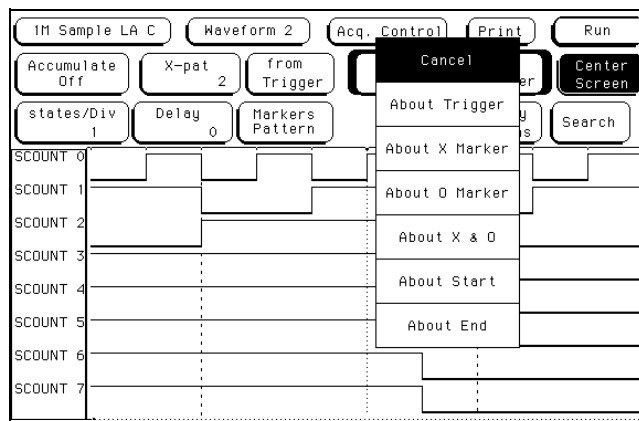 1M Sample LA C
Waveform 2
Acq. Control
Print
Run
Accumulate
Off
X-pat
2
from
Trigger
er
Center
Screen
states/Div
1
Delay
0
Markers
Pattern
Search
Cancel
About Trigger
About X Marker
About O Marker
About X & O
About Start
About End
SCOUNT 0
SCOUNT 1
SCOUNT 2
SCOUNT 3
SCOUNT 4
SCOUNT 5
SCOUNT 6
SCOUNT 7